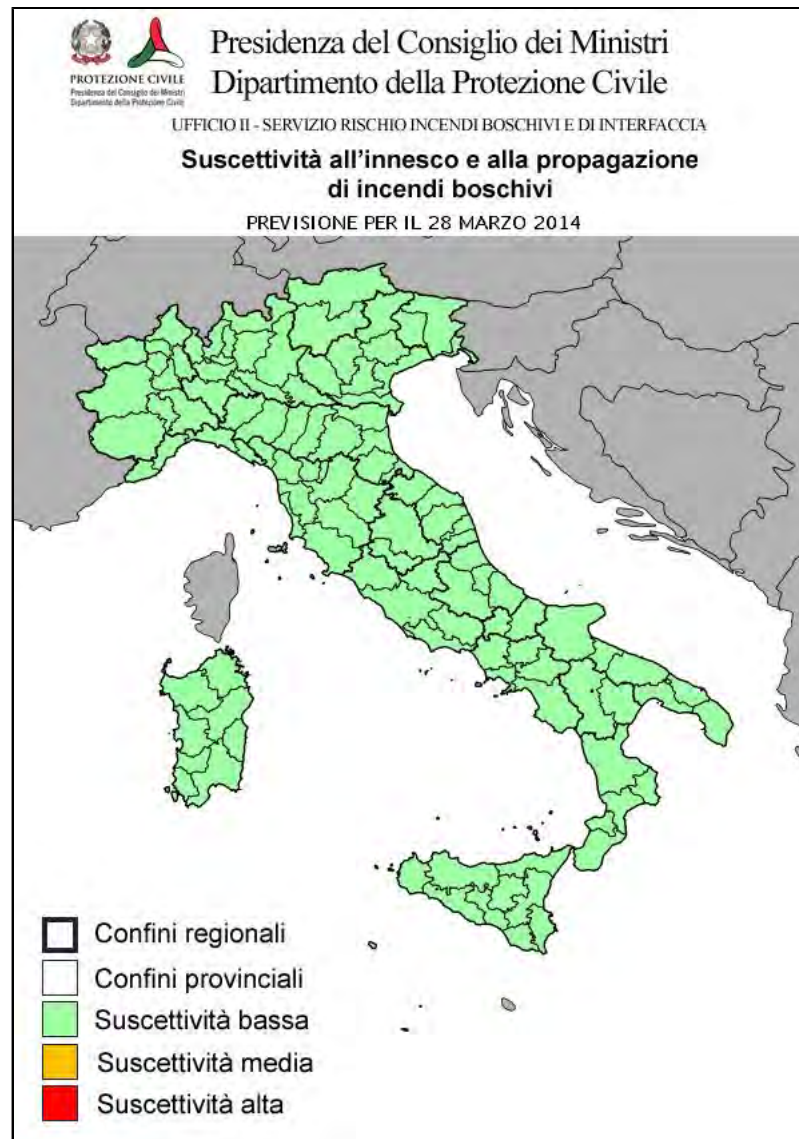 Presidenza del Consiglio dei Ministri
Dipartimento della Protezione Civile
PROTEZIONE CIVILE
Presidenza del Consiglio dei Ministri
Dipartimento della Protezione Civile
UFFICIO II - SERVIZIO RISCHIO INCENDI BOSCHIVI E DI INTERFACCIA
Suscettività all'innesco e alla propagazione
di incendi boschivi
PREVISIONE PER IL 28 MARZO 2014
Confini regionali
Confini provinciali
Suscettività bassa
Suscettività media
Suscettività alta